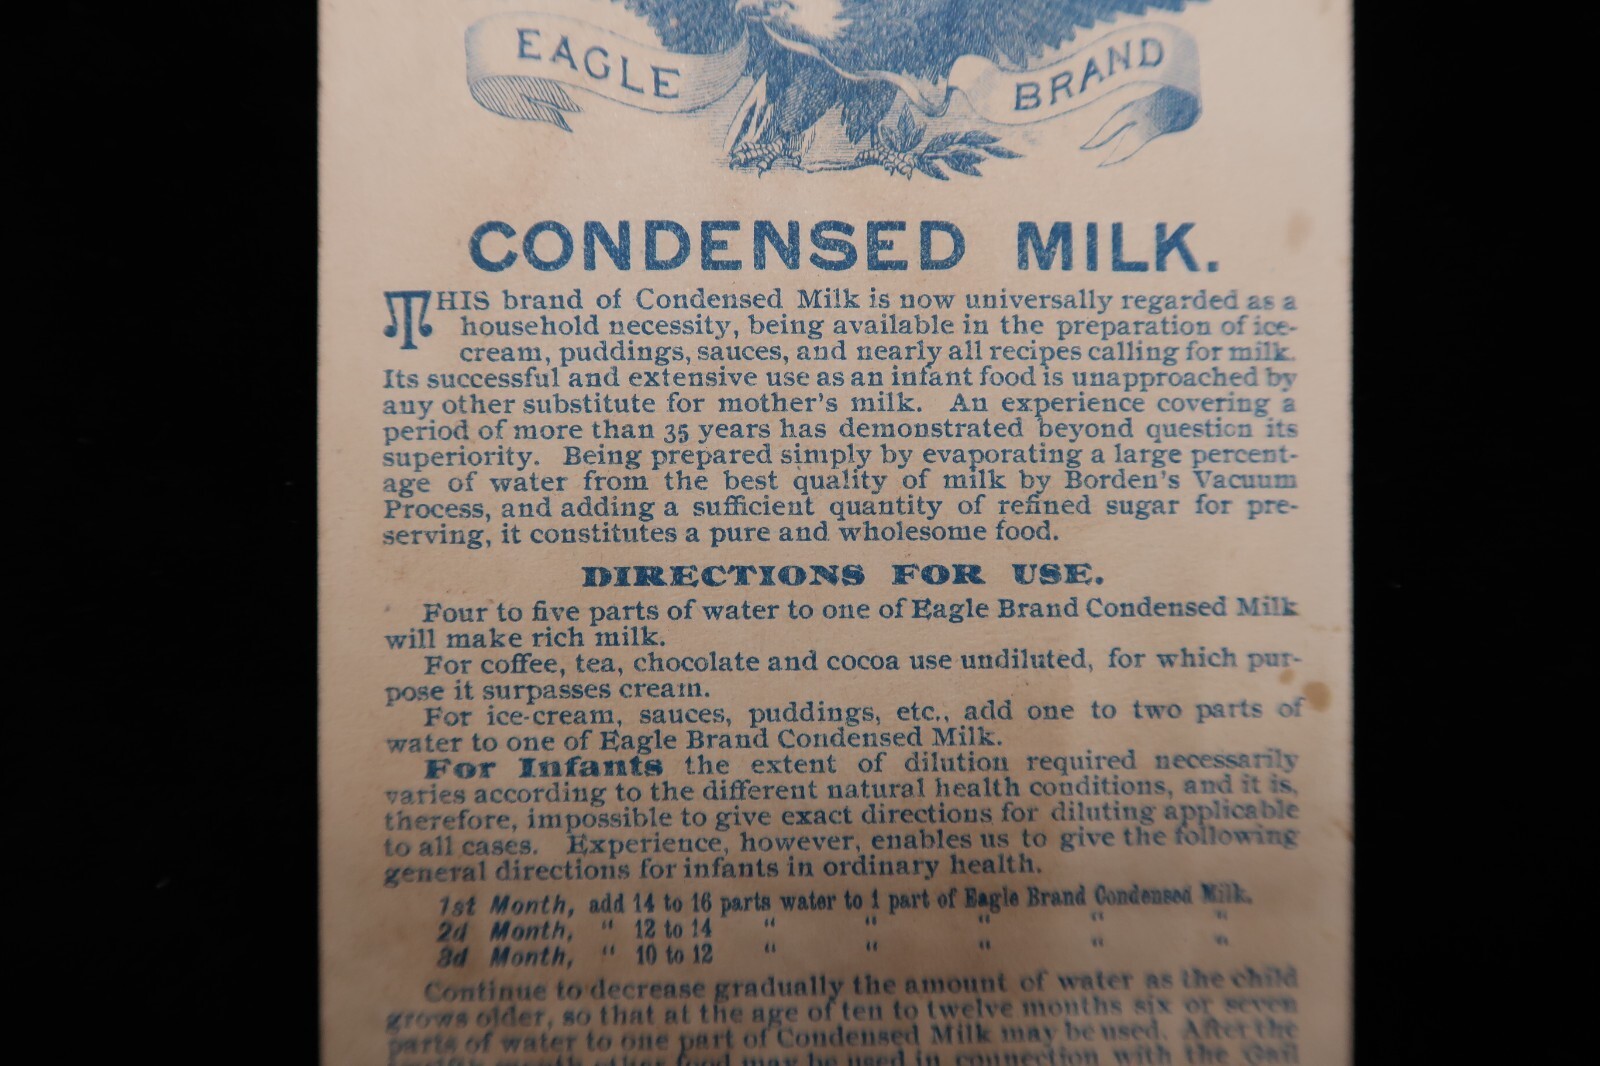 EAGLE BRAND
CONDENSED MILK.
THIS brand of Condensed Milk is now universally regarded as a
household necessity, being available in the preparation of ice-
cream, puddings, sauces, and nearly all recipes calling for milk.
Its successful and extensive use as an infant food is unapproached by
any other substitute for mother's milk. An experience covering a
period of more than 35 years has demonstrated beyond question its
superiority. Being prepared simply by evaporating a large percent-
age of water from the best quality of milk by Borden's Vacuum
Process, and adding a sufficient quantity of refined sugar for pre-
serving, it constitutes a pure and wholesome food.
DIRECTIONS FOR USE.
Four to five parts of water to one of Eagle Brand Condensed Milk
will make rich milk.
For coffee, tea, chocolate and cocoa use undiluted, for which pur-
pose it surpasses cream.
For ice-cream, sauces, puddings, etc., add one to two parts of
water to one of Eagle Brand Condensed Milk.
For Infants the extent of dilution required necessarily
varies according to the different natural health conditions, and it is,
therefore, impossible to give exact directions for diluting applicable
to all cases. Experience, however, enables us to give the following
general directions for infants in ordinary health.
1st Month, add 14 to 16 parts water to 1 part of Eagle Brand Condensed Milk.
2d Month, " 12 to 14 " " " " "
3d Month, " 10 to 12 " " " " "
Continue to decrease gradually the amount of water as the child
grows older, so that at the age of ten to twelve months six or seven
parts of water to one part of Condensed Milk may be used. After the
month other food may be used in connection with the Gail